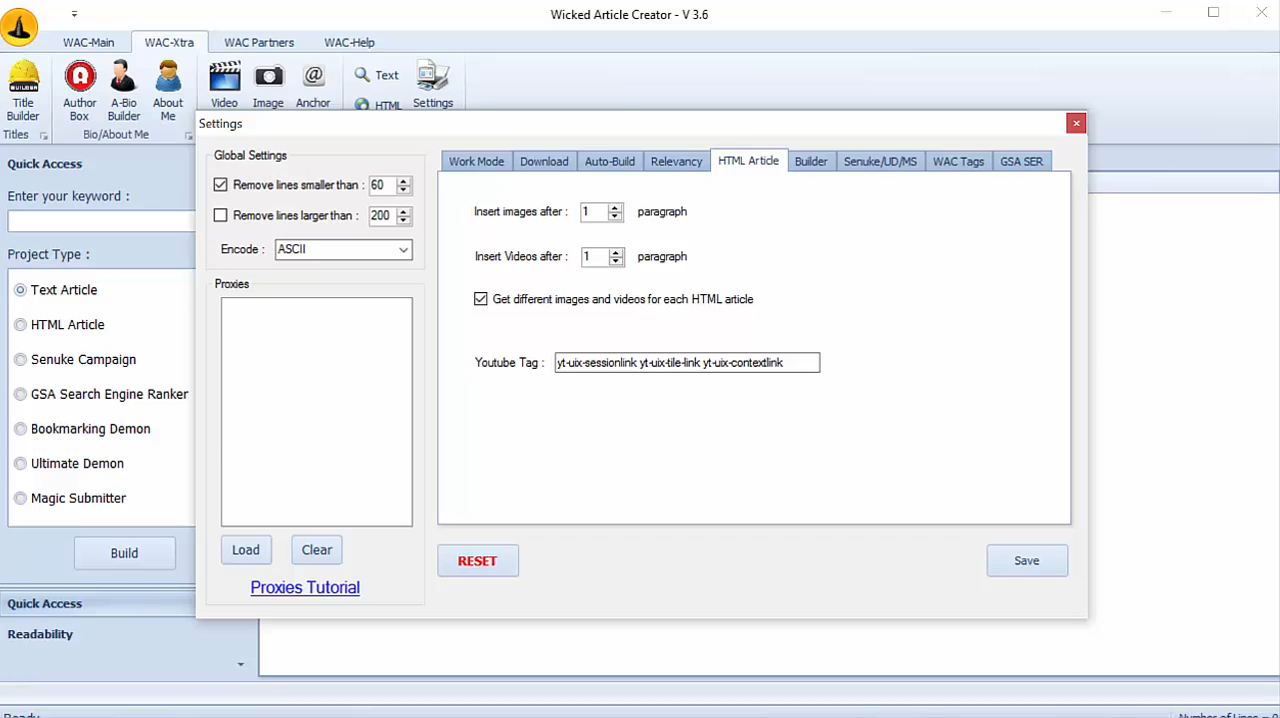 Wicked Article Creator - V 3.6
WAC-Main
WAC-Xtra
WAC Partners
WAC-Help
BUILDER
Title
Builder
Author
Box
A-Bio
Builder
About
Me
Video
Image
Anchor
Text
HTML
Settings
Titles
Bio/About Me
Quick Access
Enter your keyword :
Project Type :
Text Article
HTML Article
Senuke Campaign
GSA Search Engine Ranker
Bookmarking Demon
Ultimate Demon
Magic Submitter
Build
Quick Access
Readability
Settings
Global Settings
Remove lines smaller than : 60
Remove lines larger than : 200
Encode : ASCII
Proxies
Load
Clear
Proxies Tutorial
Work Mode
Download
Auto-Build
Relevancy
HTML Article
Builder
Senuke/UD/MS
WAC Tags
GSA SER
Insert images after : 1 paragraph
Insert Videos after : 1 paragraph
Get different images and videos for each HTML article
Youtube Tag : yt-uix-sessionlink yt-uix-tile-link yt-uix-contextlink
RESET
Save
Ready
Number of Lines = 0